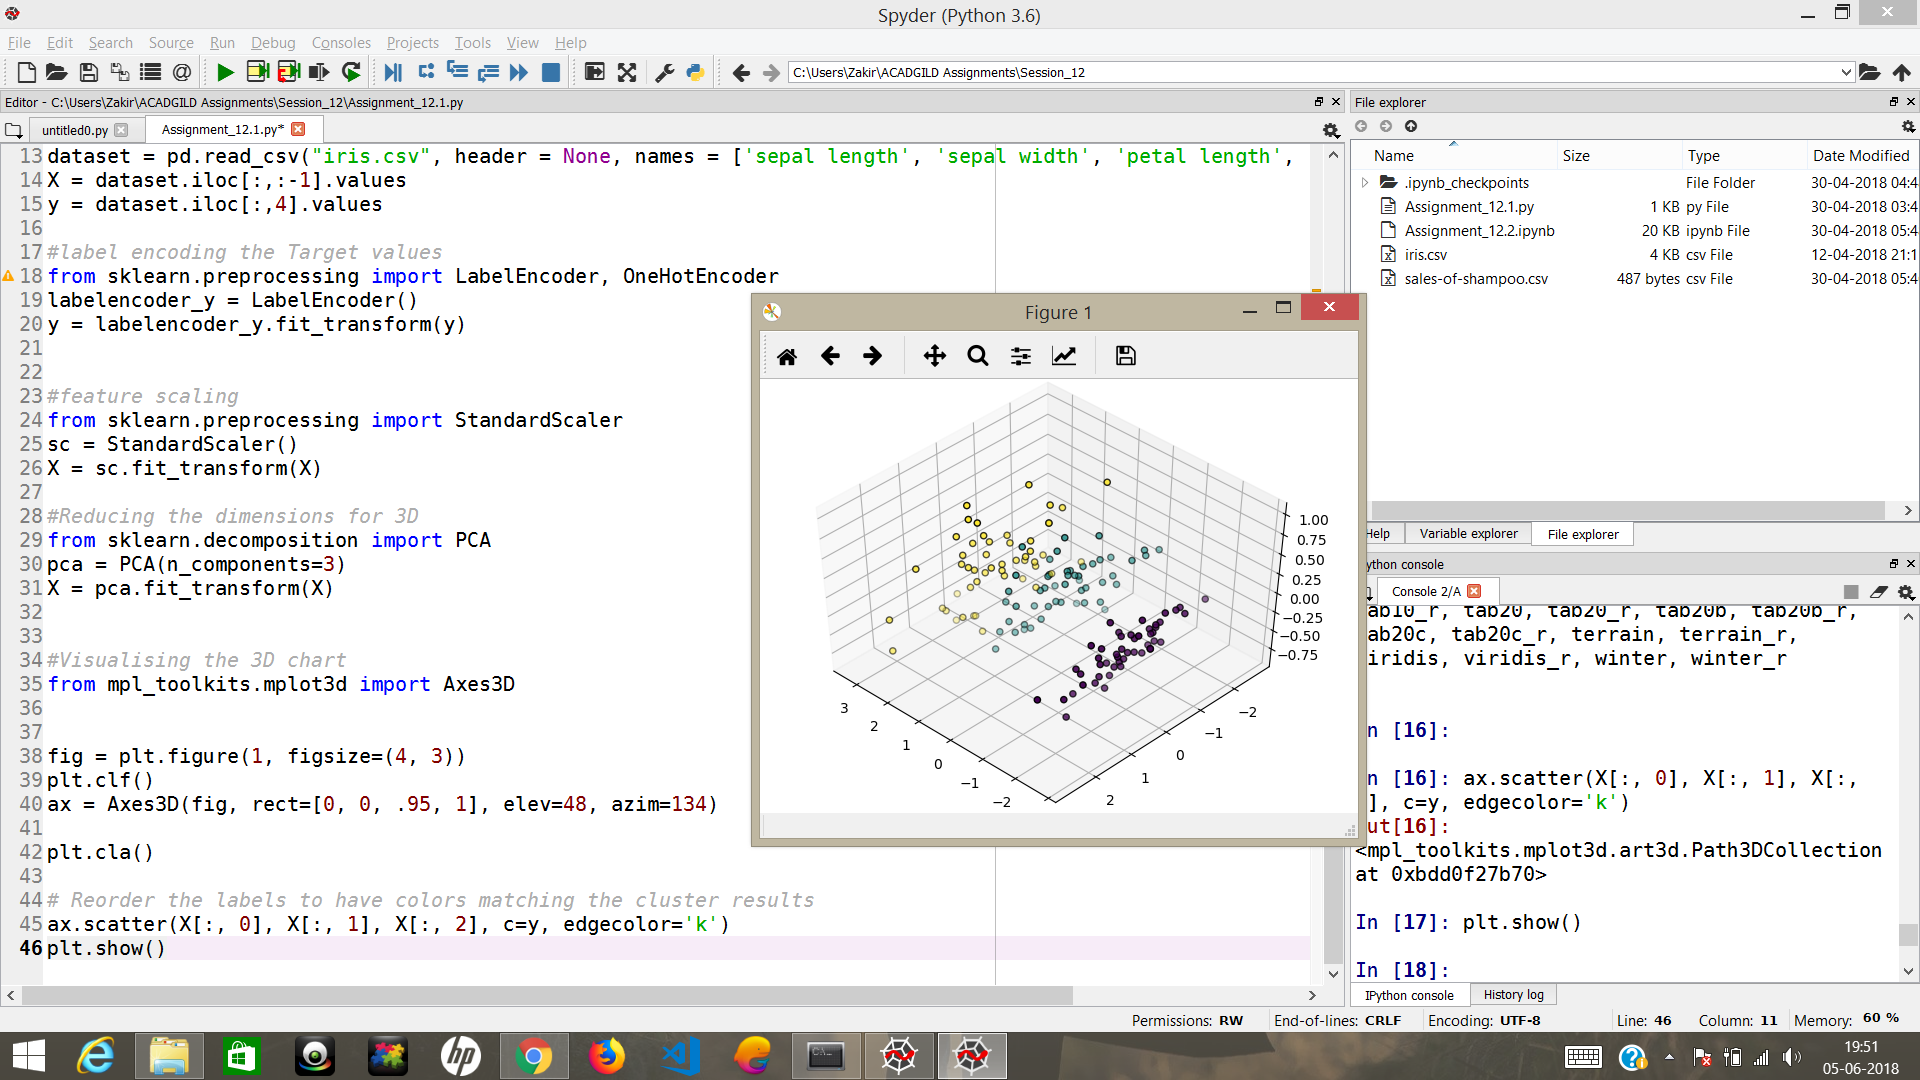 Spyder (Python 3.6)
File Edit Search Source Run Debug Consoles Projects Tools View Help
C:\Users\Zakir\ACADGILD Assignments\Session_12
Editor - C:\Users\Zakir\ACADGILD Assignments\Session_12\Assignment_12.1.py
untitled0.py Assignment_12.1.py*
13 dataset = pd.read_csv("iris.csv", header = None, names = ['sepal length', 'sepal width', 'petal length',
14 X = dataset.iloc[:,:-1].values
15 y = dataset.iloc[:,4].values
16
17 #label encoding the Target values
18 from sklearn.preprocessing import LabelEncoder, OneHotEncoder
19 labelencoder_y = LabelEncoder()
20 y = labelencoder_y.fit_transform(y)
21
22
23 #feature scaling
24 from sklearn.preprocessing import StandardScaler
25 sc = StandardScaler()
26 X = sc.fit_transform(X)
27
28 #Reducing the dimensions for 3D
29 from sklearn.decomposition import PCA
30 pca = PCA(n_components=3)
31 X = pca.fit_transform(X)
32
33
34 #Visualising the 3D chart
35 from mpl_toolkits.mplot3d import Axes3D
36
37
38 fig = plt.figure(1, figsize=(4, 3))
39 plt.clf()
40 ax = Axes3D(fig, rect=[0, 0, .95, 1], elev=48, azim=134)
41
42 plt.cla()
43
44 # Reorder the labels to have colors matching the cluster results
45 ax.scatter(X[:, 0], X[:, 1], X[:, 2], c=y, edgecolor='k')
46 plt.show()
Figure 1
1.00
0.75
0.50
0.25
0.00
−0.25
−0.50
−0.75
3
2
1
0
−1
−2
−2
−1
0
1
2
File explorer
Name Size Type Date Modified
.ipynb_checkpoints File Folder 30-04-2018 04:4
Assignment_12.1.py 1 KB py File 30-04-2018 03:4
Assignment_12.2.ipynb 20 KB ipynb File 30-04-2018 05:4
iris.csv 4 KB csv File 12-04-2018 21:1
sales-of-shampoo.csv 487 bytes csv File 30-04-2018 05:4
elp Variable explorer File explorer
ython console
Console 2/A
ab10_r, tab20, tab20_r, tab20b, tab20b_r,
ab20c, tab20c_r, terrain, terrain_r,
iridis, viridis_r, winter, winter_r
n [16]:
n [16]: ax.scatter(X[:, 0], X[:, 1], X[:,
], c=y, edgecolor='k')
ut[16]:
<mpl_toolkits.mplot3d.art3d.Path3DCollection
at 0xbdd0f27b70>
In [17]: plt.show()
In [18]:
IPython console History log
Permissions: RW End-of-lines: CRLF Encoding: UTF-8 Line: 46 Column: 11 Memory: 60 %
19:51
05-06-2018